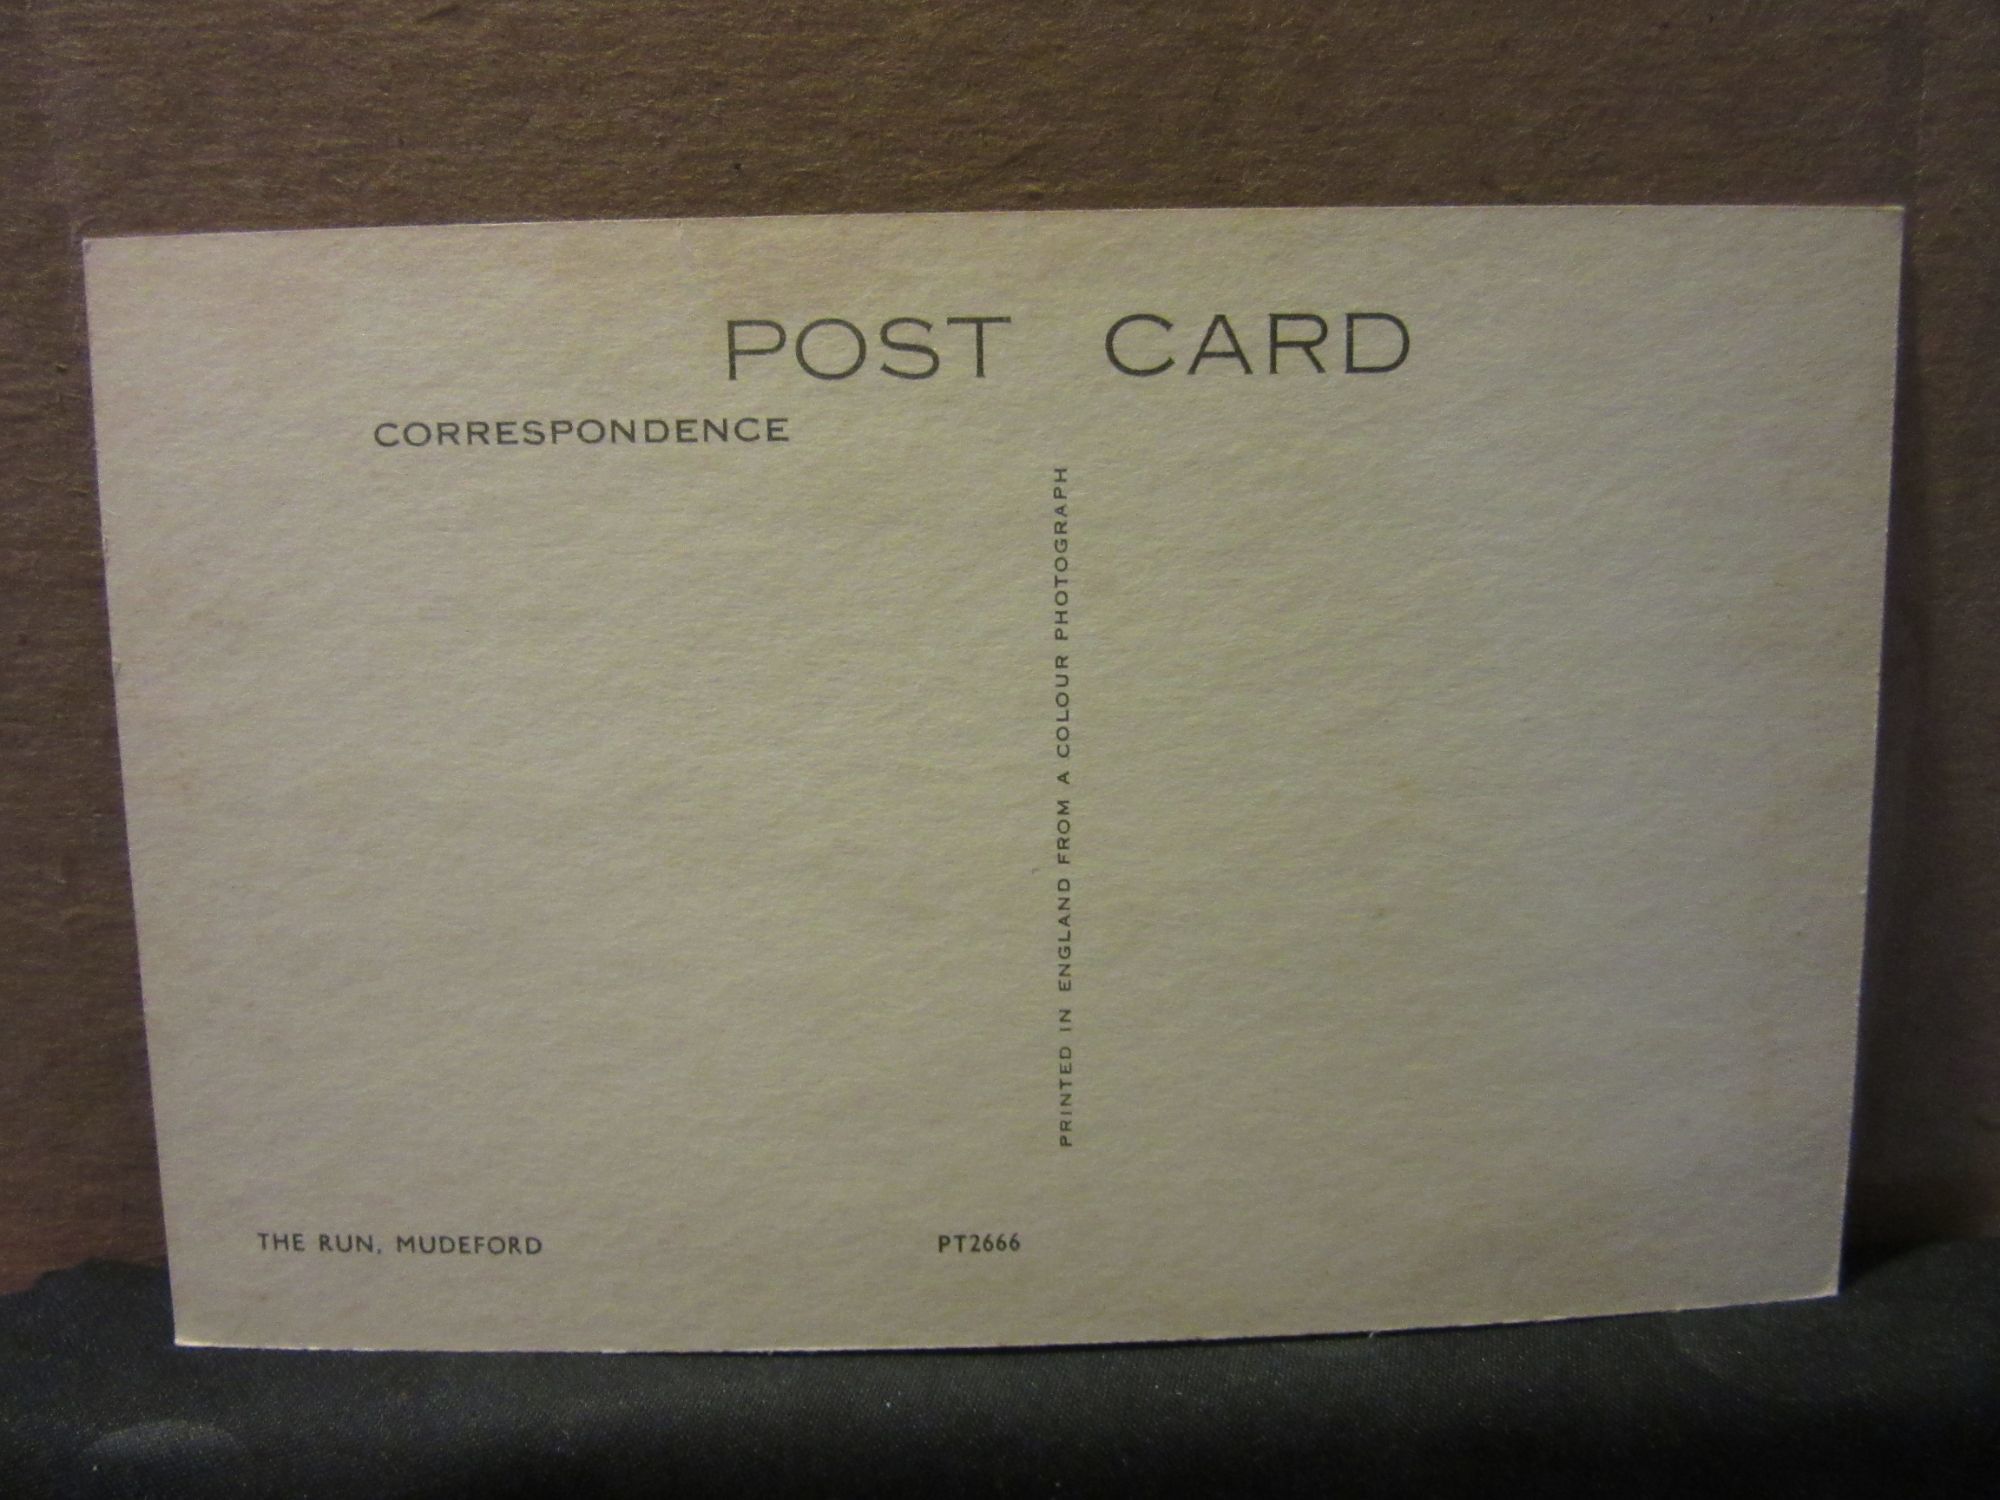 POST CARD
CORRESPONDENCE
PRINTED IN ENGLAND FROM A COLOUR PHOTOGRAPH
THE RUN, MUDEFORD
PT2666